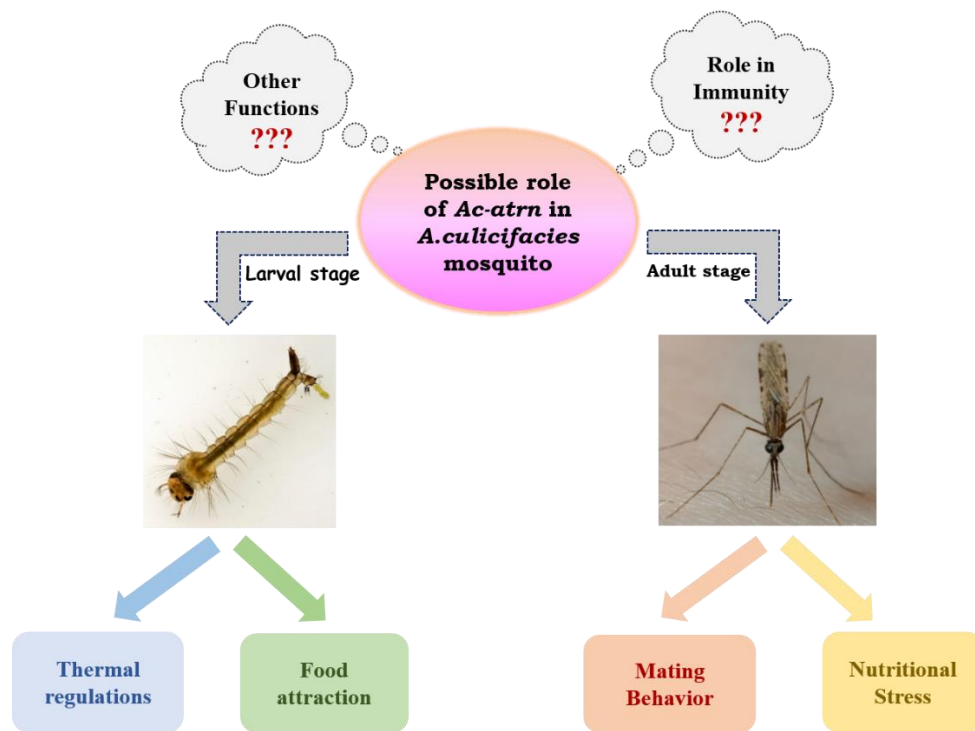 Other
Functions
???
Role in
Immunity
???
Possible role
of Ac-atrn in
A.culicifacies
mosquito
Larval stage
Adult stage
Thermal
regulations
Food
attraction
Mating
Behavior
Nutritional
Stress